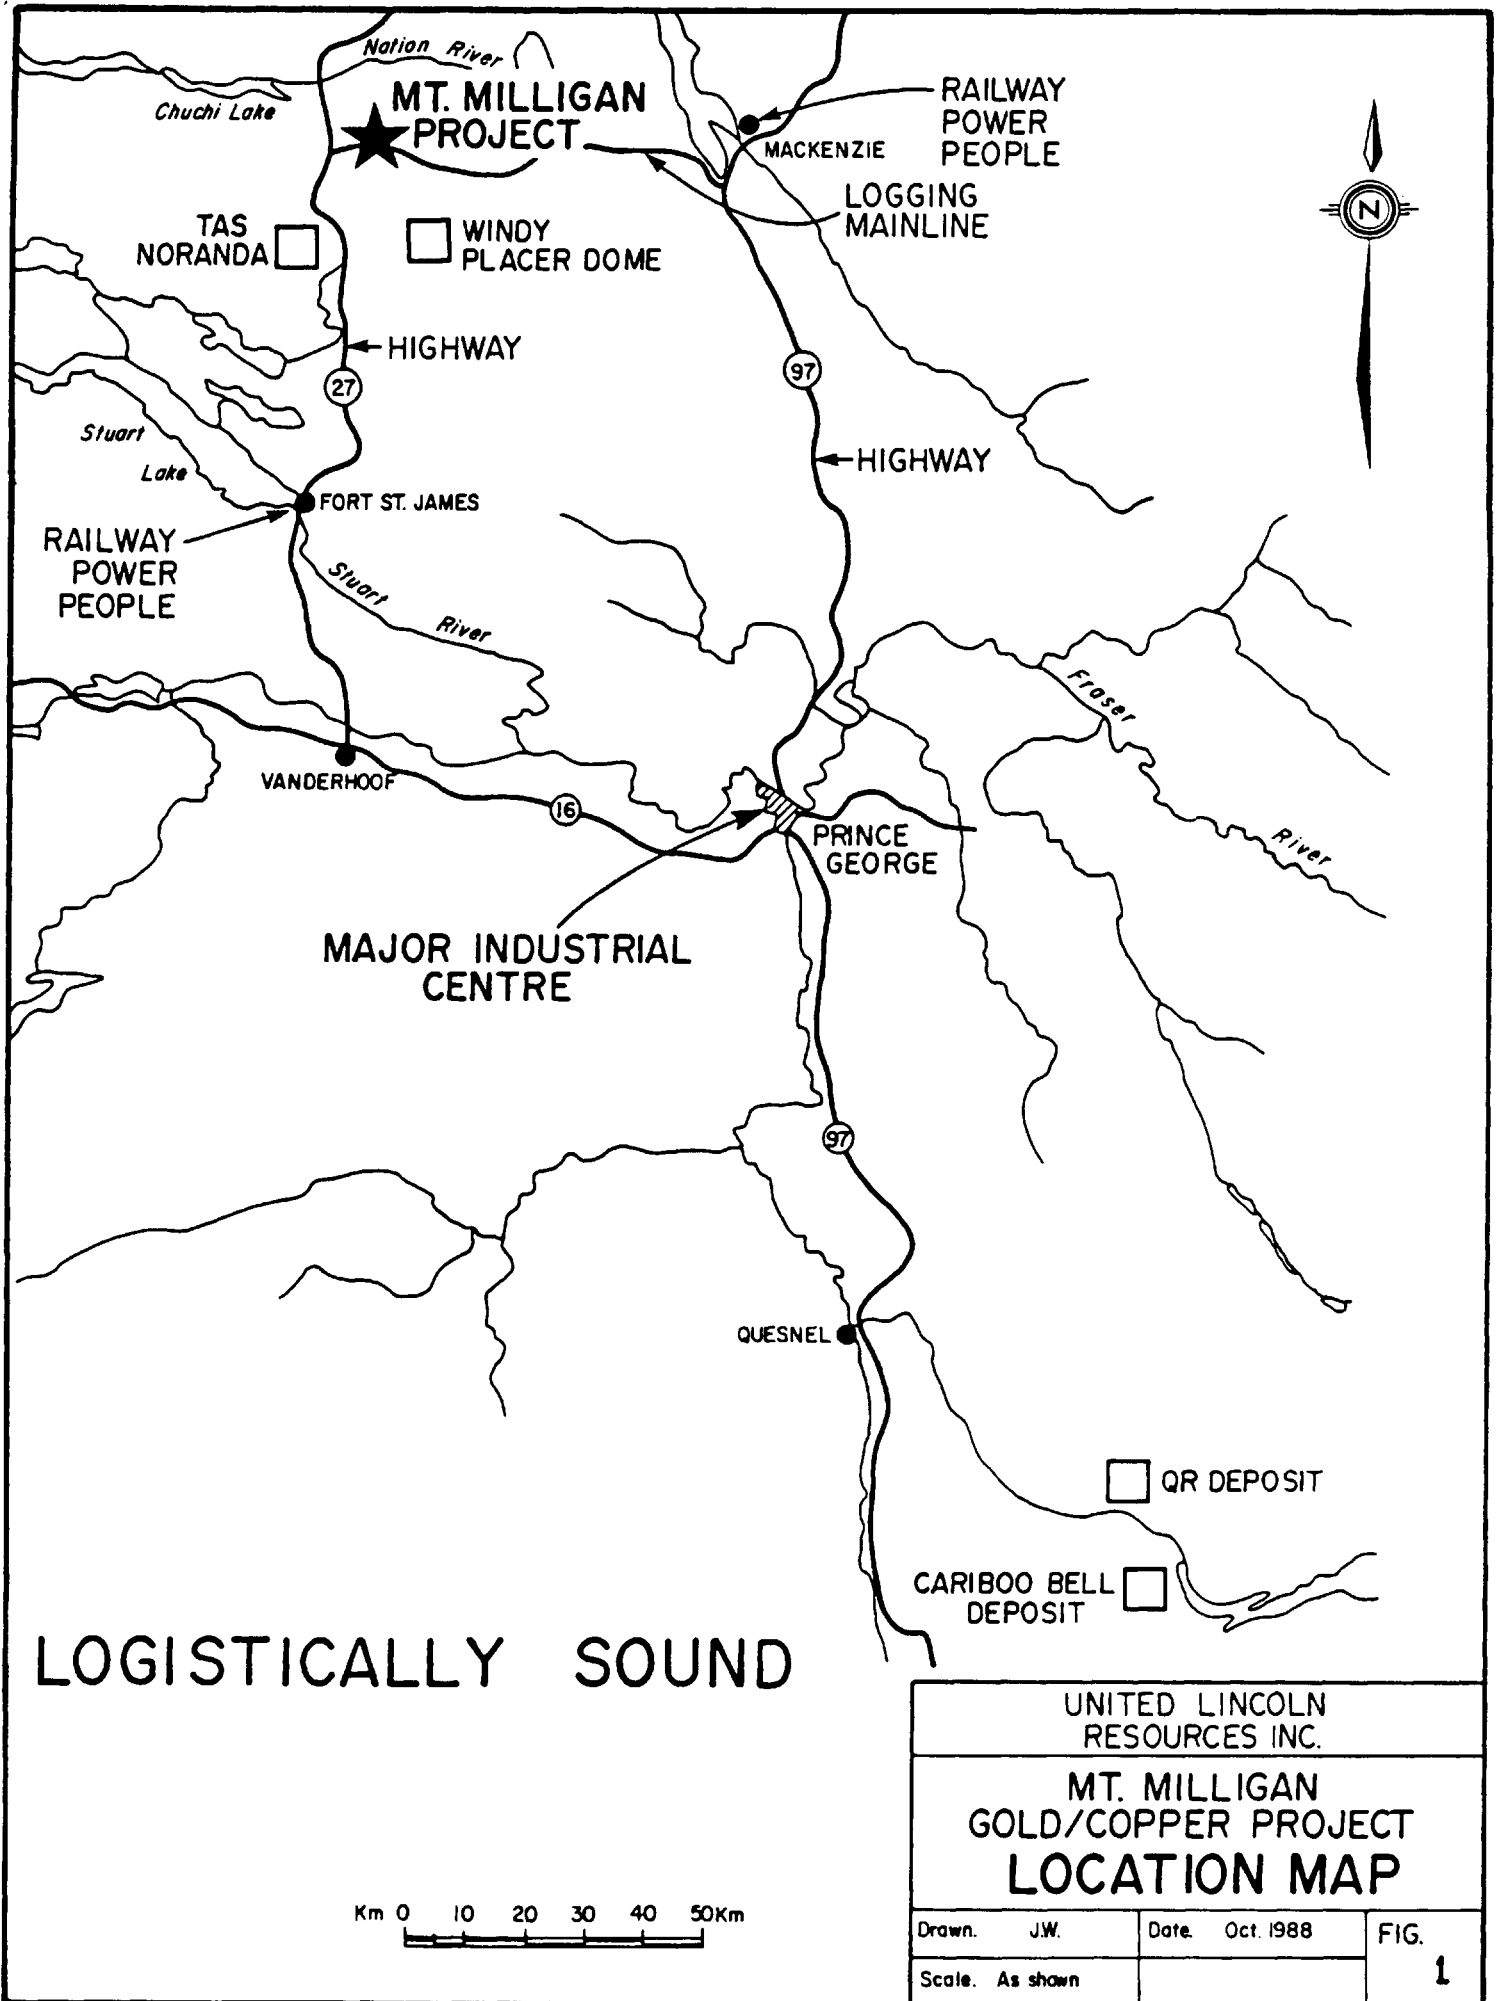 Nation River
Chuchi Lake
MT. MILLIGAN
PROJECT
RAILWAY
POWER
PEOPLE
MACKENZIE
LOGGING
MAINLINE
N
TAS
NORANDA
WINDY
PLACER DOME
HIGHWAY
27
97
HIGHWAY
Stuart
Lake
FORT ST. JAMES
RAILWAY
POWER
PEOPLE
Stuart
River
Fraser
River
VANDERHOOF
16
PRINCE
GEORGE
MAJOR INDUSTRIAL
CENTRE
97
QUESNEL
QR DEPOSIT
CARIBOO BELL
DEPOSIT
LOGISTICALLY SOUND
UNITED LINCOLN
RESOURCES INC.
MT. MILLIGAN
GOLD/COPPER PROJECT
LOCATION MAP
Km 0 10 20 30 40 50Km
Drawn. J.W.
Date. Oct. 1988
FIG.
1
Scale. As shown